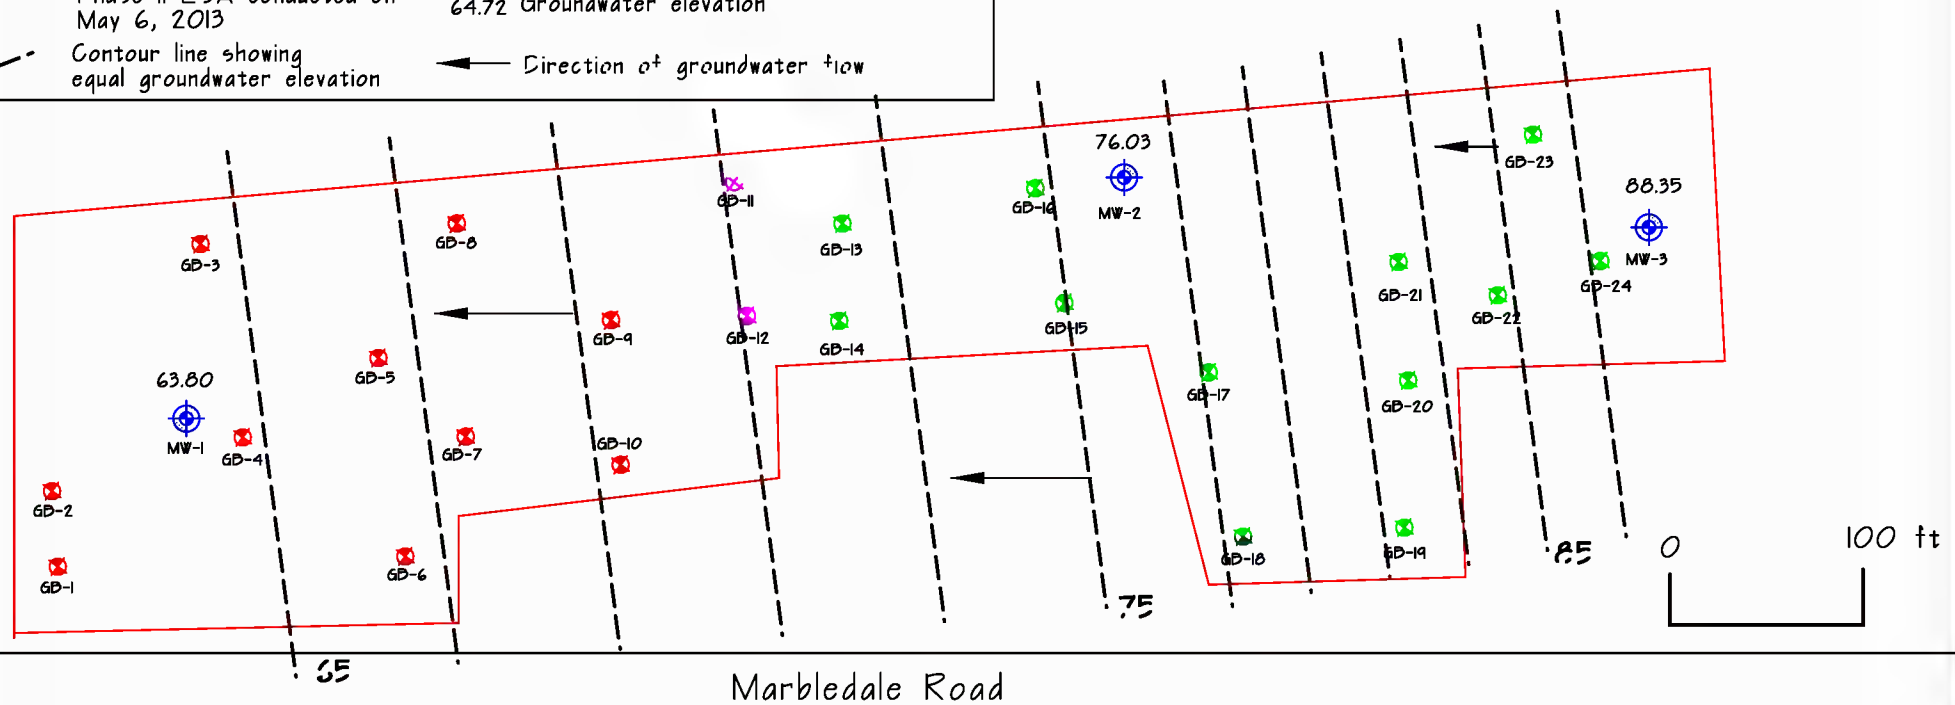 May 6, 2013
64.72 Groundwater elevation
Contour line showing
equal groundwater elevation
Direction of groundwater flow
76.03
MW-2
88.35
MW-3
63.80
MW-1
GB-1
GB-2
GB-3
GB-4
GB-5
GB-6
GB-7
GB-8
GB-9
GB-10
GB-11
GB-12
GB-13
GB-14
GB-15
GB-16
GB-17
GB-18
GB-19
GB-20
GB-21
GB-22
GB-23
GB-24
65
75
85
0
100 ft
Marbledale Road